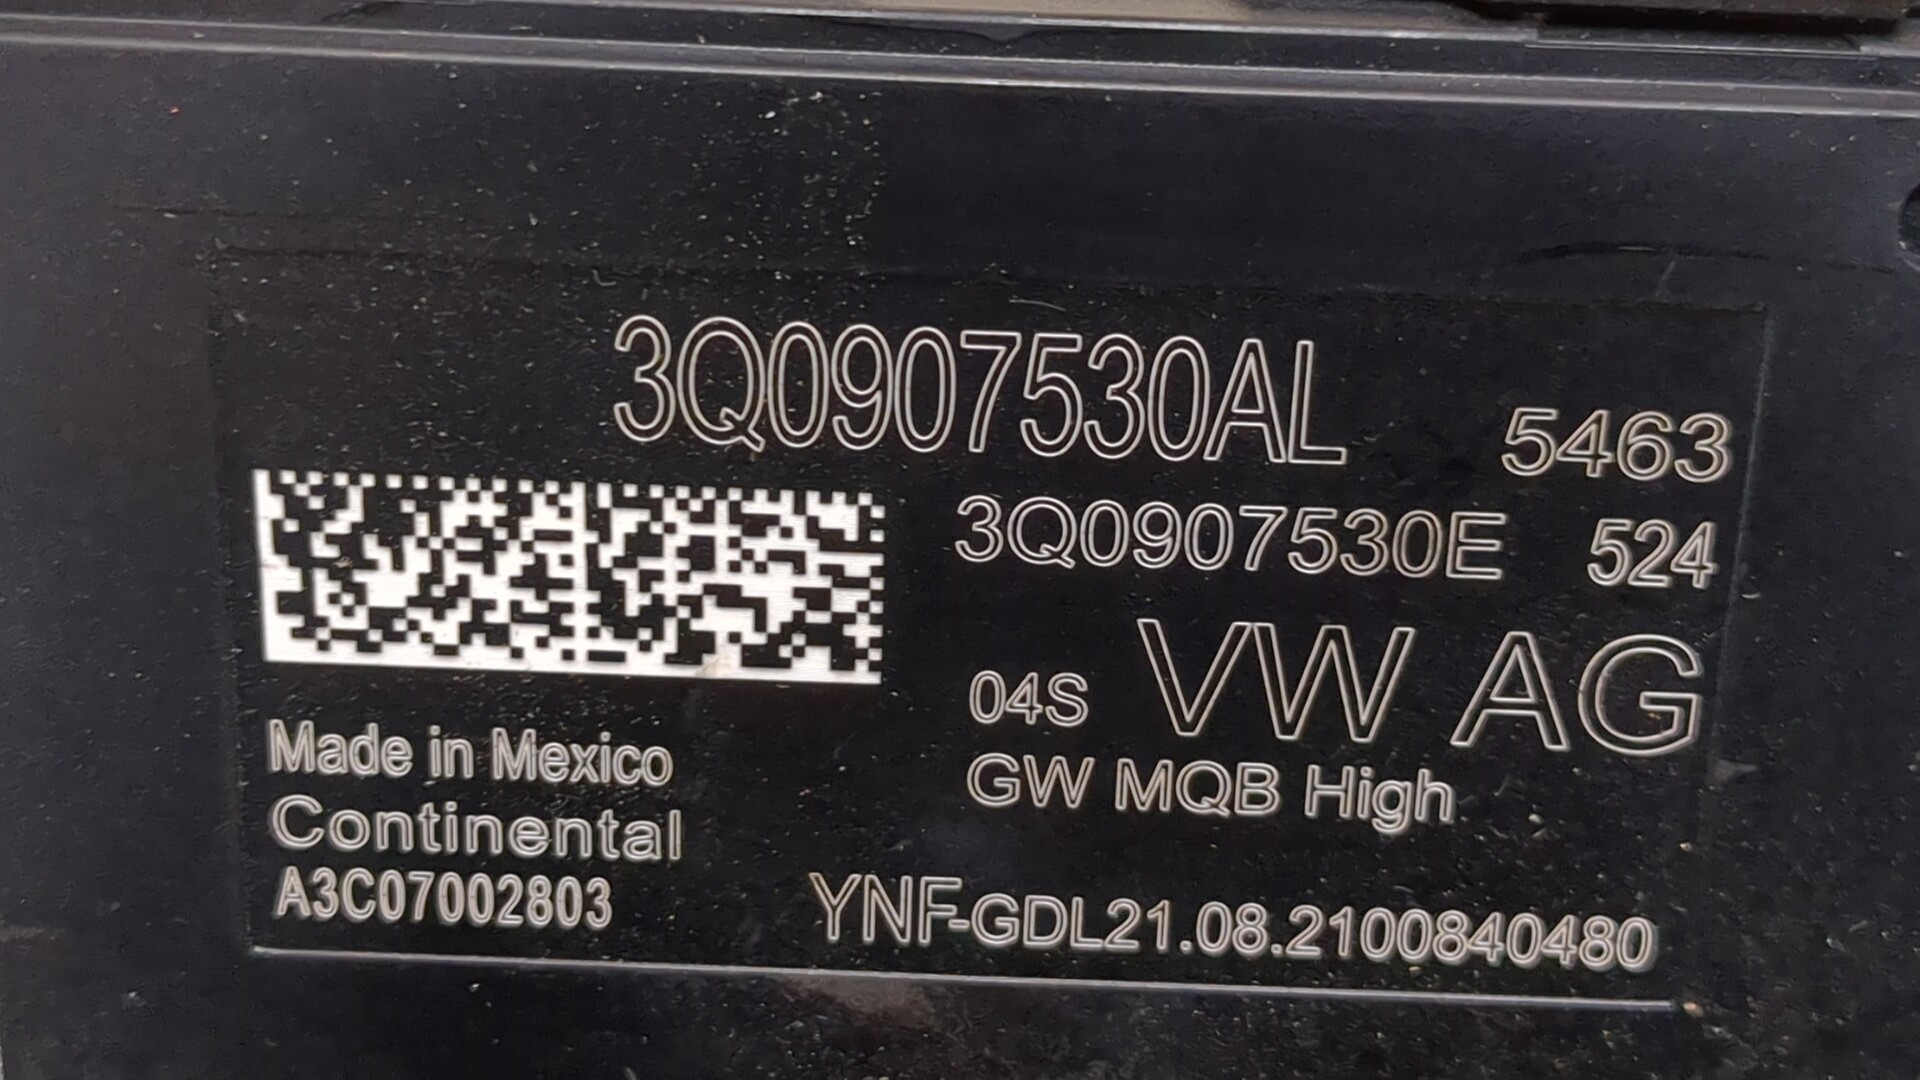 3Q0907530AL 5463
3Q0907530E 524
04S VW AG
GW MQB High
Made in Mexico
Continental
A3C07002803
YNF-GDL21.08.2100840480